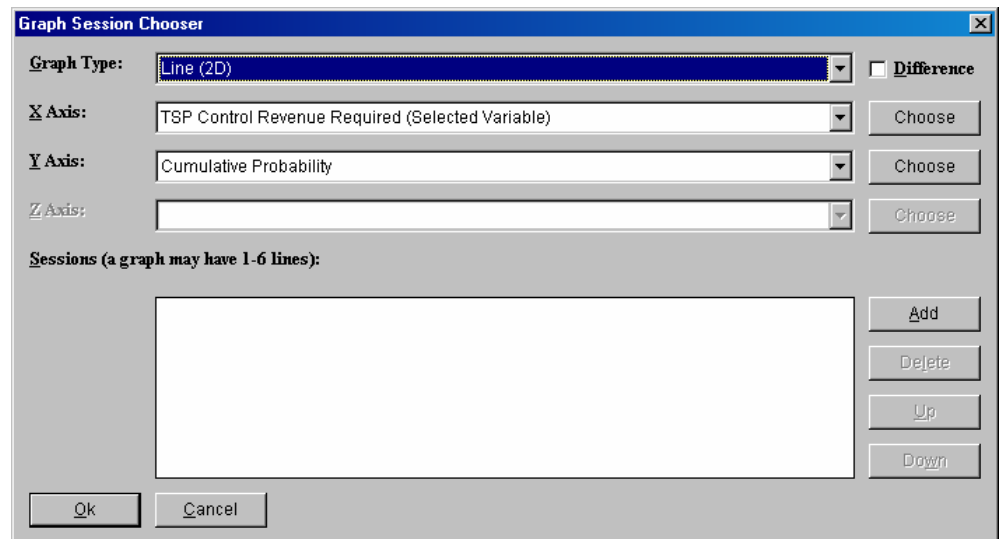 Graph Session Chooser
Graph Type: Line (2D) Difference
X Axis: TSP Control Revenue Required (Selected Variable) Choose
Y Axis: Cumulative Probability Choose
Z Axis: Choose
Sessions (a graph may have 1-6 lines):
Add
Delete
Up
Down
Ok Cancel